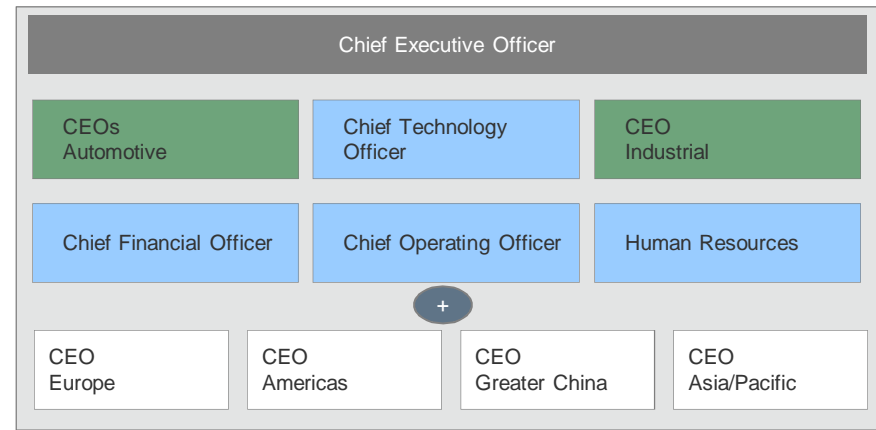 Chief Executive Officer
CEOs
Automotive
Chief Technology
Officer
CEO
Industrial
Chief Financial Officer
Chief Operating Officer
Human Resources
+
CEO
Europe
CEO
Americas
CEO
Greater China
CEO
Asia/Pacific